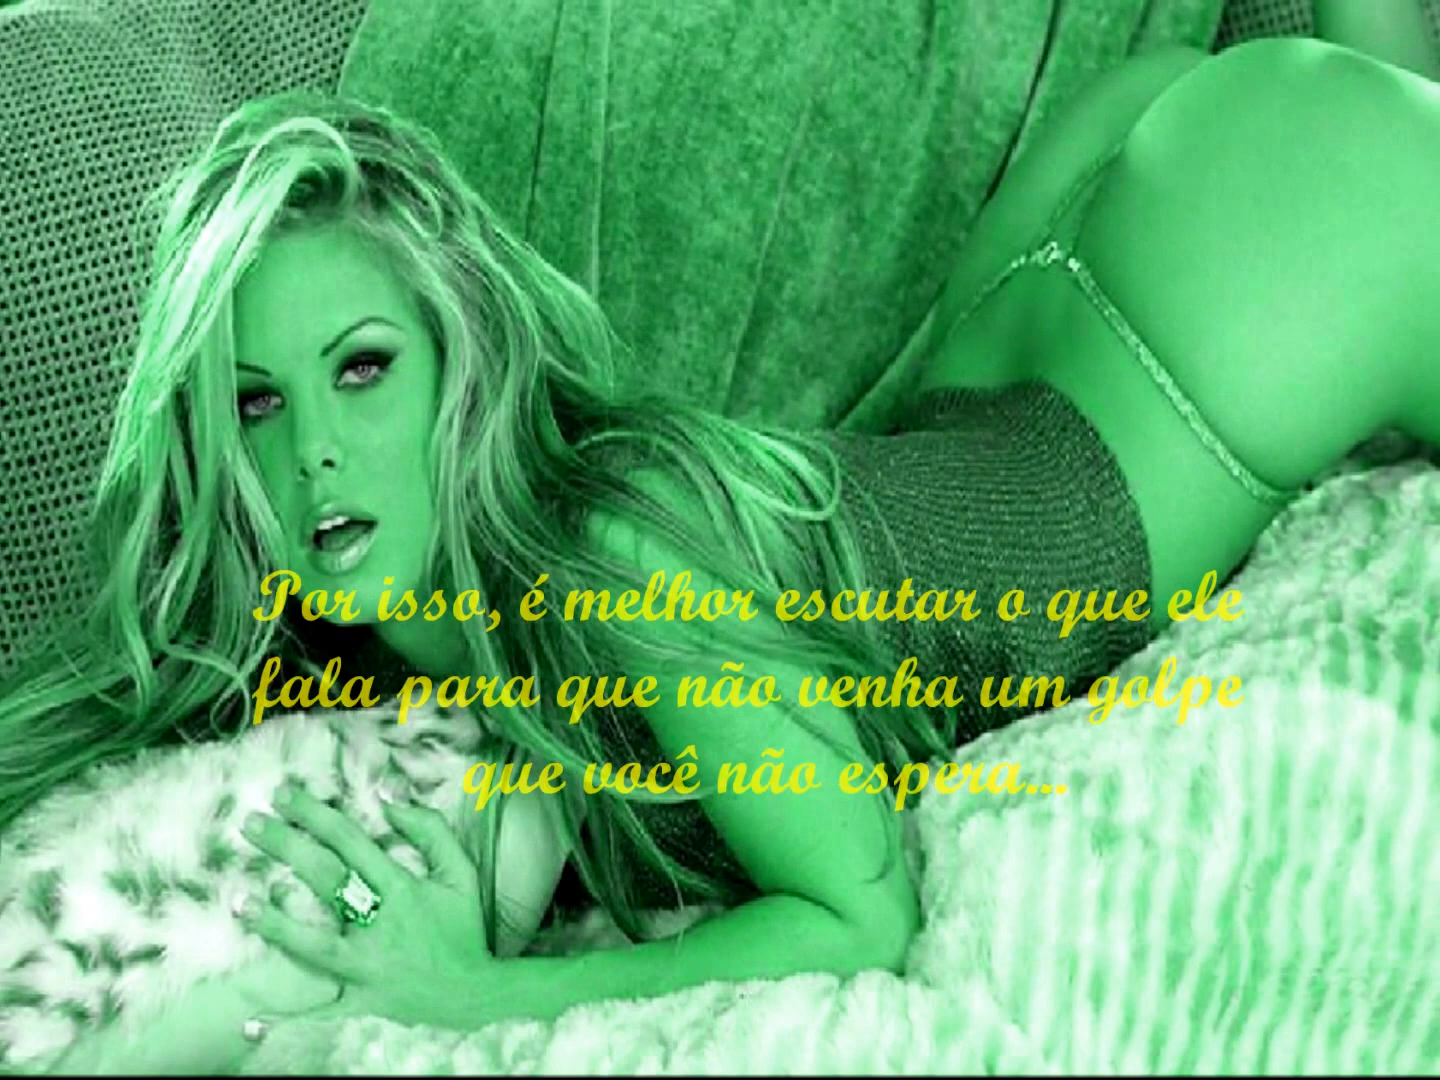 Por isso, é melhor escutar o que ele
fala para que não venha um golpe
que você não espera...